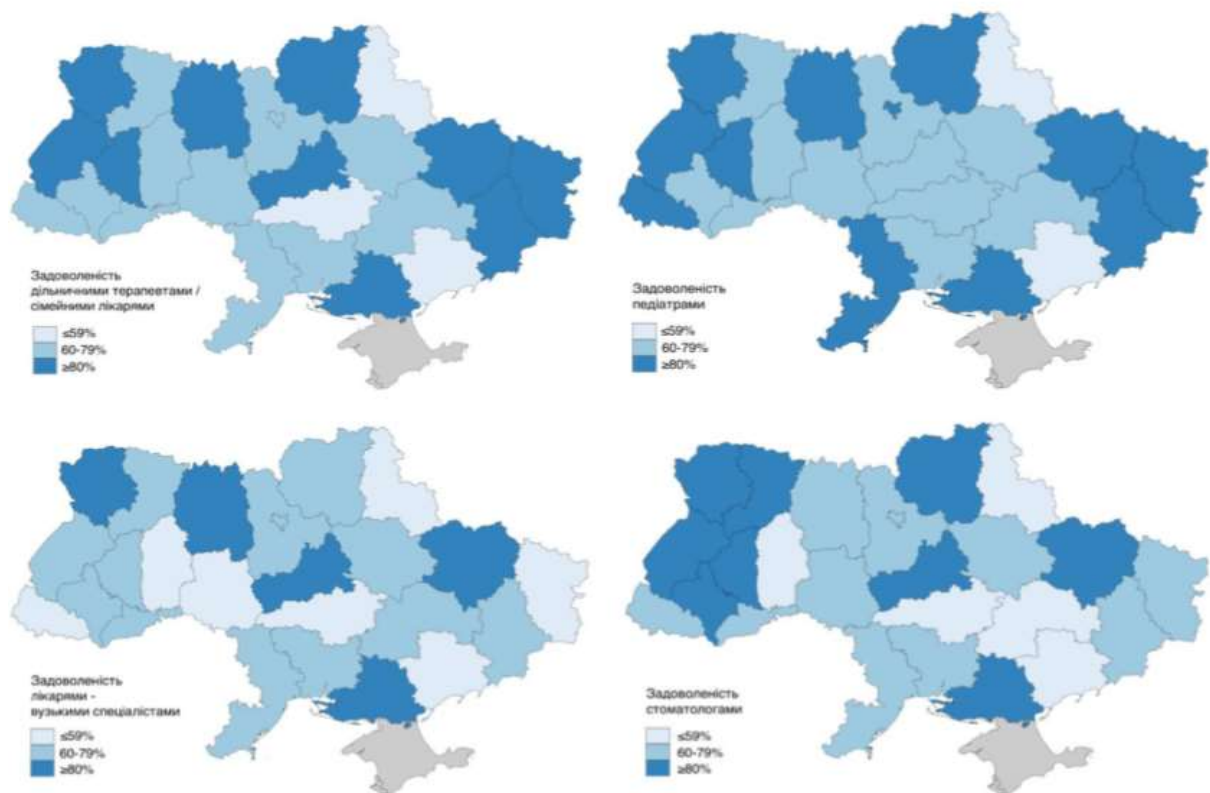 Задоволеність
дільничними терапевтами /
сімейними лікарями
≤59%
60-79%
≥80%
Задоволеність
педіатрами
≤59%
60-79%
≥80%
Задоволеність
лікарями -
вузькими спеціалістами
≤59%
60-79%
≥80%
Задоволеність
стоматологами
≤59%
60-79%
≥80%